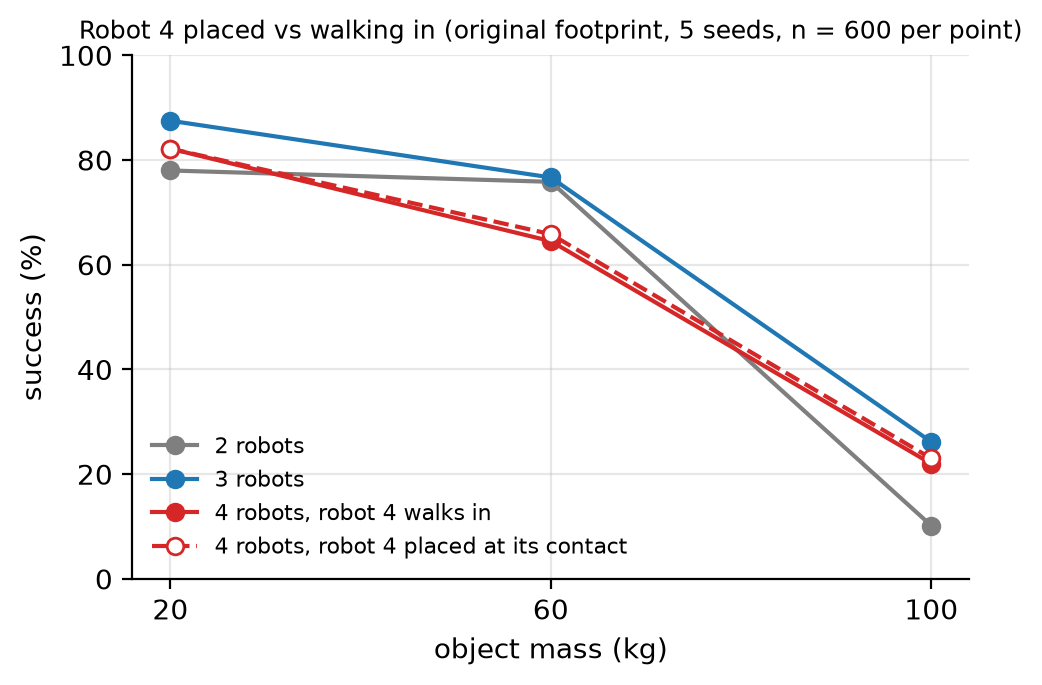 Robot 4 placed vs walking in (original footprint, 5 seeds, n = 600 per point)
100
80
60
40
20
0
success (%)
2 robots
3 robots
4 robots, robot 4 walks in
4 robots, robot 4 placed at its contact
20 60 100
object mass (kg)